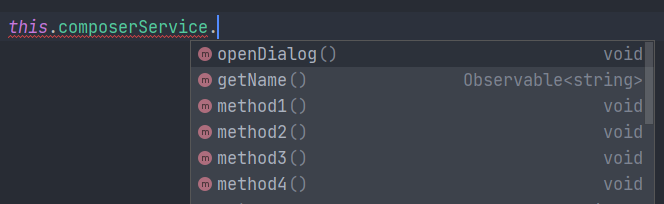 this.composerService.
m openDialog() void
m getName() Observable<string>
m method1() void
m method2() void
m method3() void
m method4() void